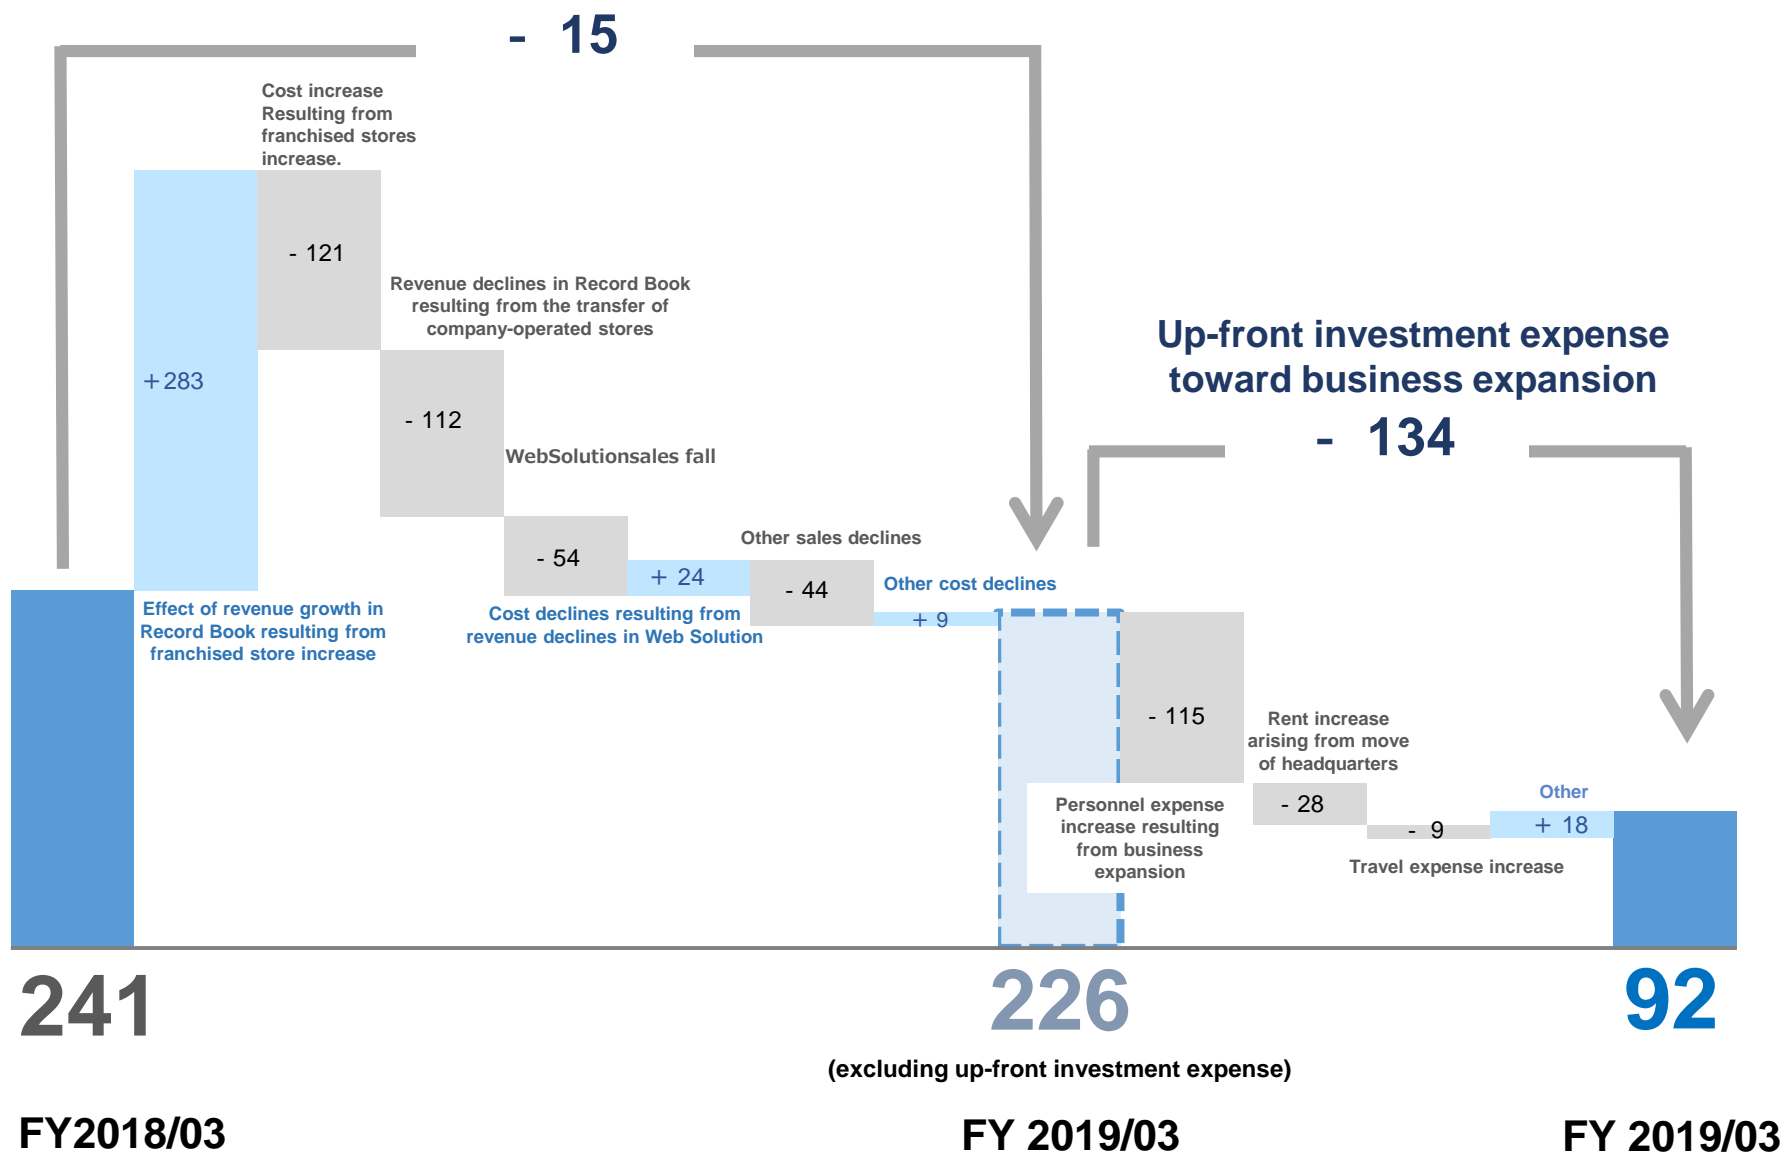 - 15
Cost increase
Resulting from
franchised stores
increase.
- 121
Revenue declines in Record Book
resulting from the transfer of
company-operated stores
+283
- 112
WebSolutionsales fall
- 54
+ 24
Other sales declines
- 44
Other cost declines
+ 9
Effect of revenue growth in
Record Book resulting from
franchised store increase
Cost declines resulting from
revenue declines in Web Solution
Up-front investment expense
toward business expansion
- 134
- 115
Rent increase
arising from move
of headquarters
Personnel expense
increase resulting
from business
expansion
- 28
- 9
Other
+ 18
Travel expense increase
241
226
92
(excluding up-front investment expense)
FY2018/03
FY 2019/03
FY 2019/03